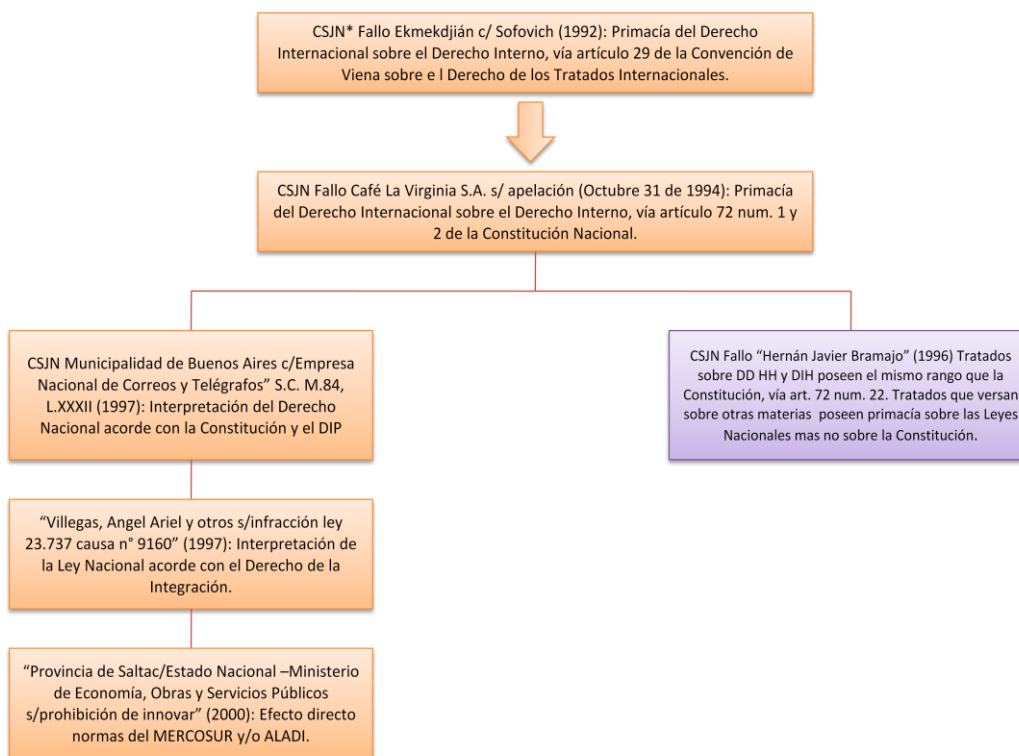 CSJN* Fallo Ekmekdjián c/ Sofovich (1992): Primacía del Derecho
Internacional sobre el Derecho Interno, vía artículo 29 de la Convención de
Viena sobre e l Derecho de los Tratados Internacionales.
CSJN Fallo Café La Virginia S.A. s/ apelación (Octubre 31 de 1994): Primacía
del Derecho Internacional sobre el Derecho Interno, vía artículo 72 num. 1 y
2 de la Constitución Nacional.
CSJN Municipalidad de Buenos Aires c/Empresa
Nacional de Correos y Telégrafos” S.C. M.84,
L.XXXII (1997): Interpretación del Derecho
Nacional acorde con la Constitución y el DIP
CSJN Fallo “Hernán Javier Bramajo” (1996) Tratados
sobre DD HH y DIH poseen el mismo rango que la
Constitución, vía art. 72 num. 22. Tratados que versan
sobre otras materias poseen primacía sobre las Leyes
Nacionales mas no sobre la Constitución.
“Villegas, Angel Ariel y otros s/infracción ley
23.737 causa n° 9160” (1997): Interpretación de
la Ley Nacional acorde con el Derecho de la
Integración.
“Provincia de Saltac/Estado Nacional –Ministerio
de Economía, Obras y Servicios Públicos
s/prohibición de innovar” (2000): Efecto directo
normas del MERCOSUR y/o ALADI.